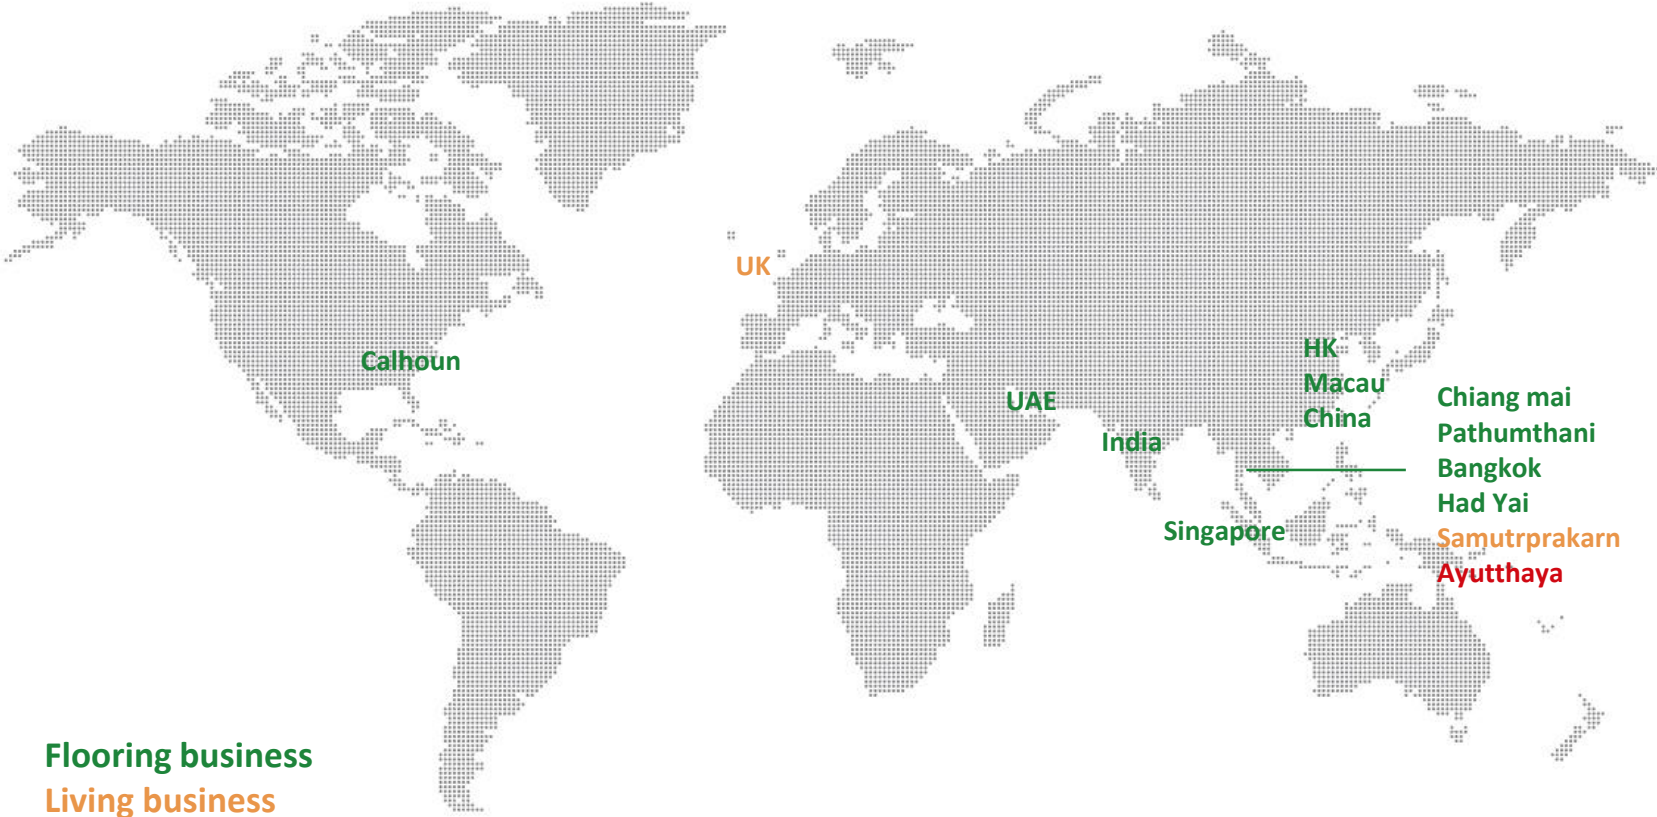 UK
Calhoun
HK
Macau
China
UAE
India
Singapore
Chiang mai
Pathumthani
Bangkok
Had Yai
Samutrprakarn
Ayutthaya
Flooring business
Living business